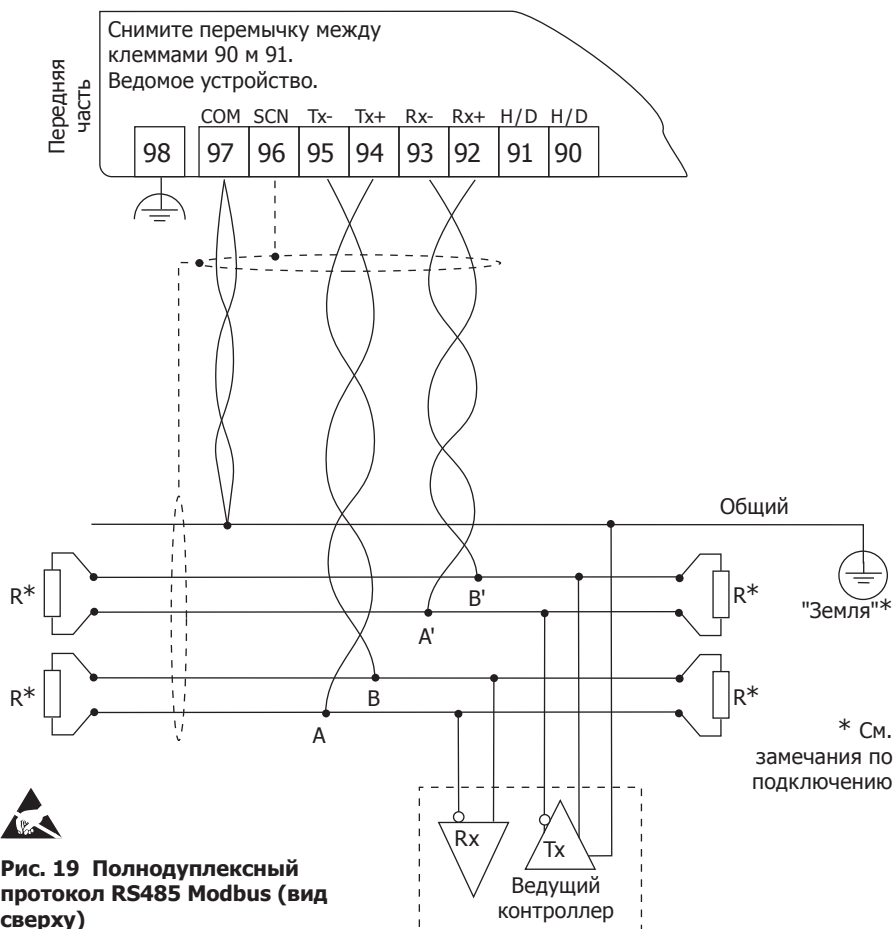 Снимите перемычку между
клеммами 90 м 91.
Ведомое устройство.
Передняя
часть
COM SCN Tx- Tx+ Rx- Rx+ H/D H/D
98 97 96 95 94 93 92 91 90
Общий
R*
R*
"Земля"*
B'
A'
R*
R*
B
A
* См.
замечания по
подключению
Rx
Tx
Ведущий
контроллер
Рис. 19 Полнодуплексный
протокол RS485 Modbus (вид
сверху)